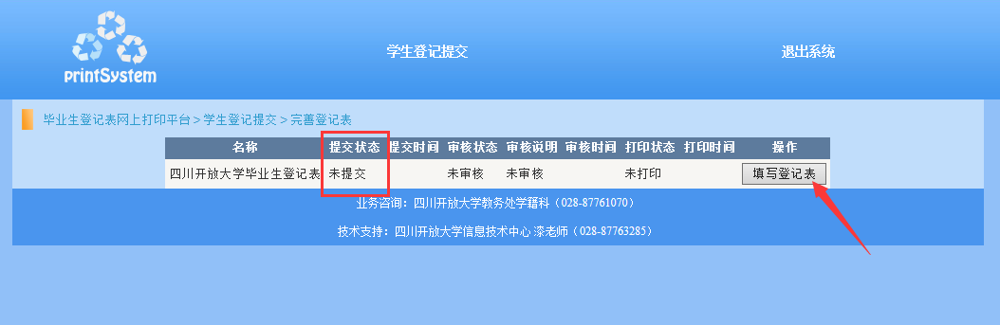 printSystem
学生登记提交 退出系统
毕业生登记表网上打印平台 > 学生登记提交 > 完善登记表
名称 提交状态 提交时间 审核状态 审核说明 审核时间 打印状态 打印时间 操作
四川开放大学毕业生登记表 未提交 未审核 未审核 未打印 填写登记表
业务咨询：四川开放大学教务处学籍科（028-87761070）
技术支持：四川开放大学信息技术中心 漆老师（028-87763285）